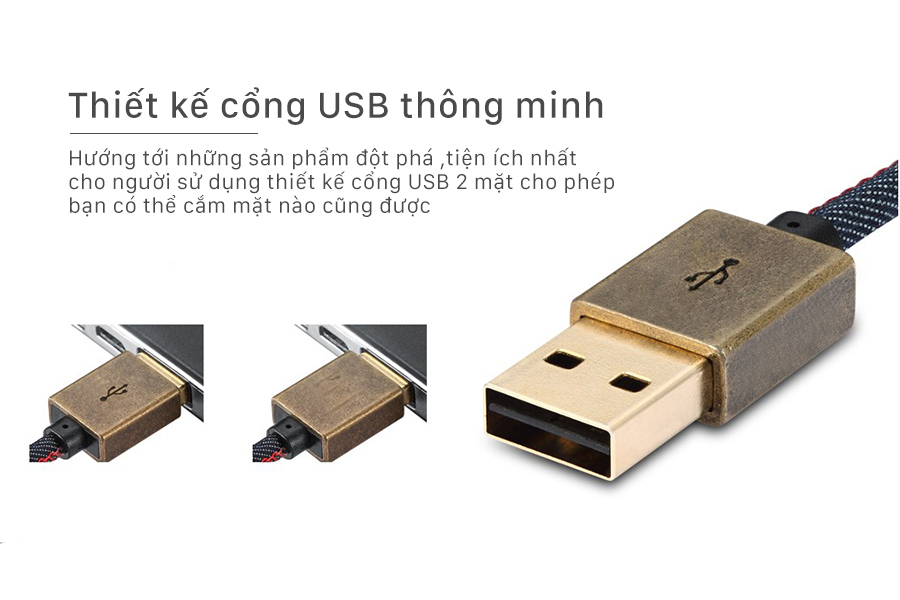 Thiết kế cổng USB thông minh
Hướng tới những sản phẩm đột phá ,tiện ích nhất
cho người sử dụng thiết kế cổng USB 2 mặt cho phép
bạn có thể cắm mặt nào cũng được